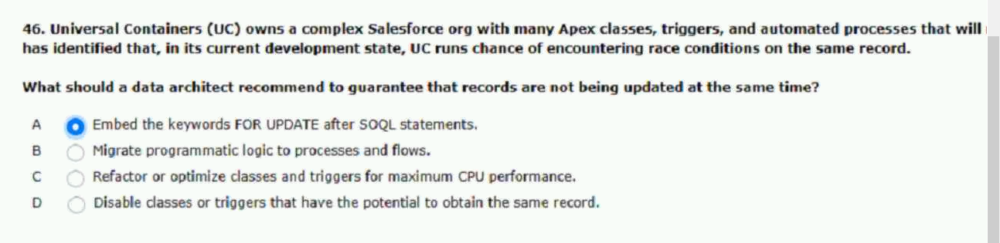 46. Universal Containers (UC) owns a complex Salesforce org with many Apex classes, triggers, and automated processes that will
has identified that, in its current development state, UC runs chance of encountering race conditions on the same record.
What should a data architect recommend to guarantee that records are not being updated at the same time?
A Embed the keywords FOR UPDATE after SOQL statements.
B Migrate programmatic logic to processes and flows.
C Refactor or optimize classes and triggers for maximum CPU performance.
D Disable classes or triggers that have the potential to obtain the same record.